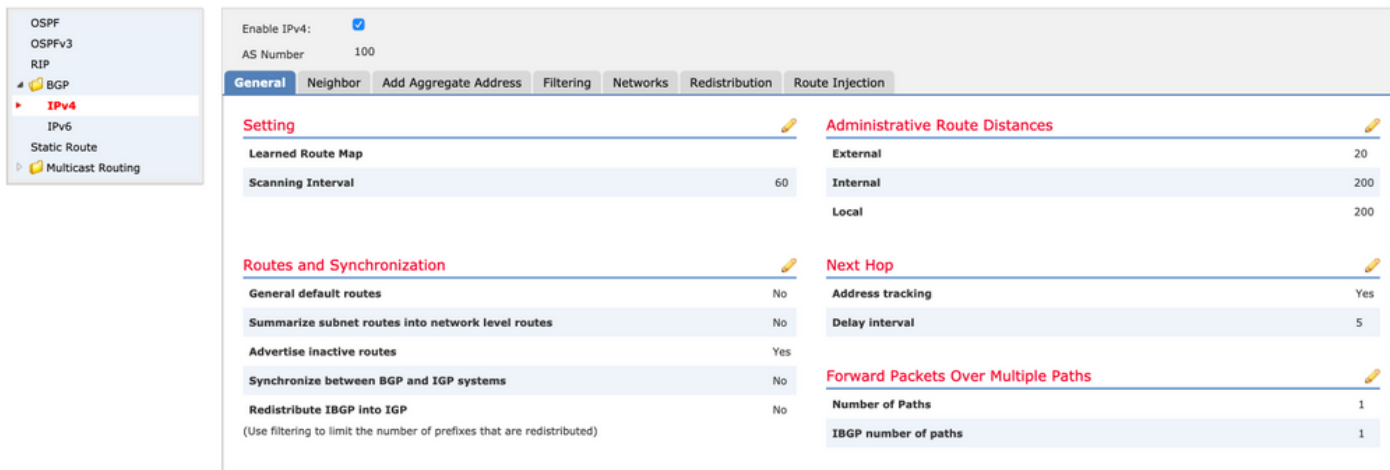 OSPF
OSPFv3
RIP
BGP
IPv4
IPv6
Static Route
Multicast Routing
Enable IPv4:
AS Number 100
General Neighbor Add Aggregate Address Filtering Networks Redistribution Route Injection
Setting
Learned Route Map
Scanning Interval 60
Administrative Route Distances
External 20
Internal 200
Local 200
Routes and Synchronization
General default routes No
Summarize subnet routes into network level routes No
Advertise inactive routes Yes
Synchronize between BGP and IGP systems No
Redistribute IBGP into IGP No
(Use filtering to limit the number of prefixes that are redistributed)
Next Hop
Address tracking Yes
Delay interval 5
Forward Packets Over Multiple Paths
Number of Paths 1
IBGP number of paths 1